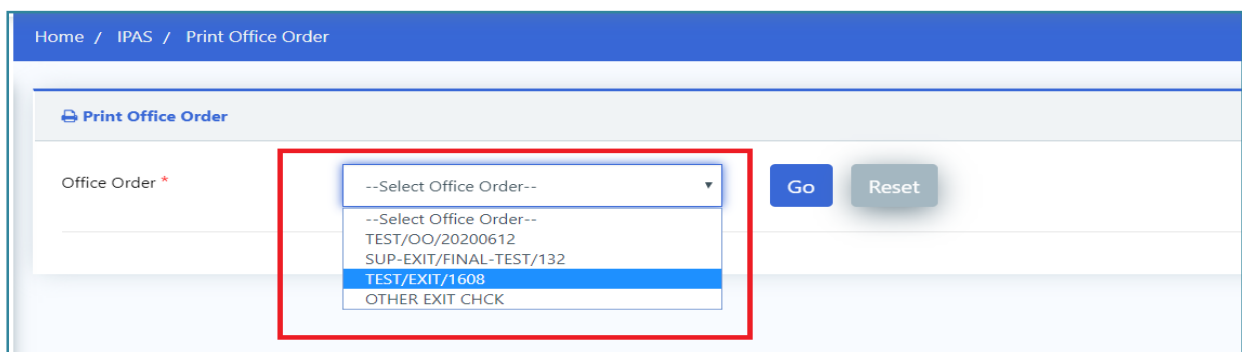 Home / IPAS / Print Office Order
Print Office Order
Office Order * --Select Office Order-- Go Reset
--Select Office Order--
TEST/OO/20200612
SUP-EXIT/FINAL-TEST/132
TEST/EXIT/1608
OTHER EXIT CHCK